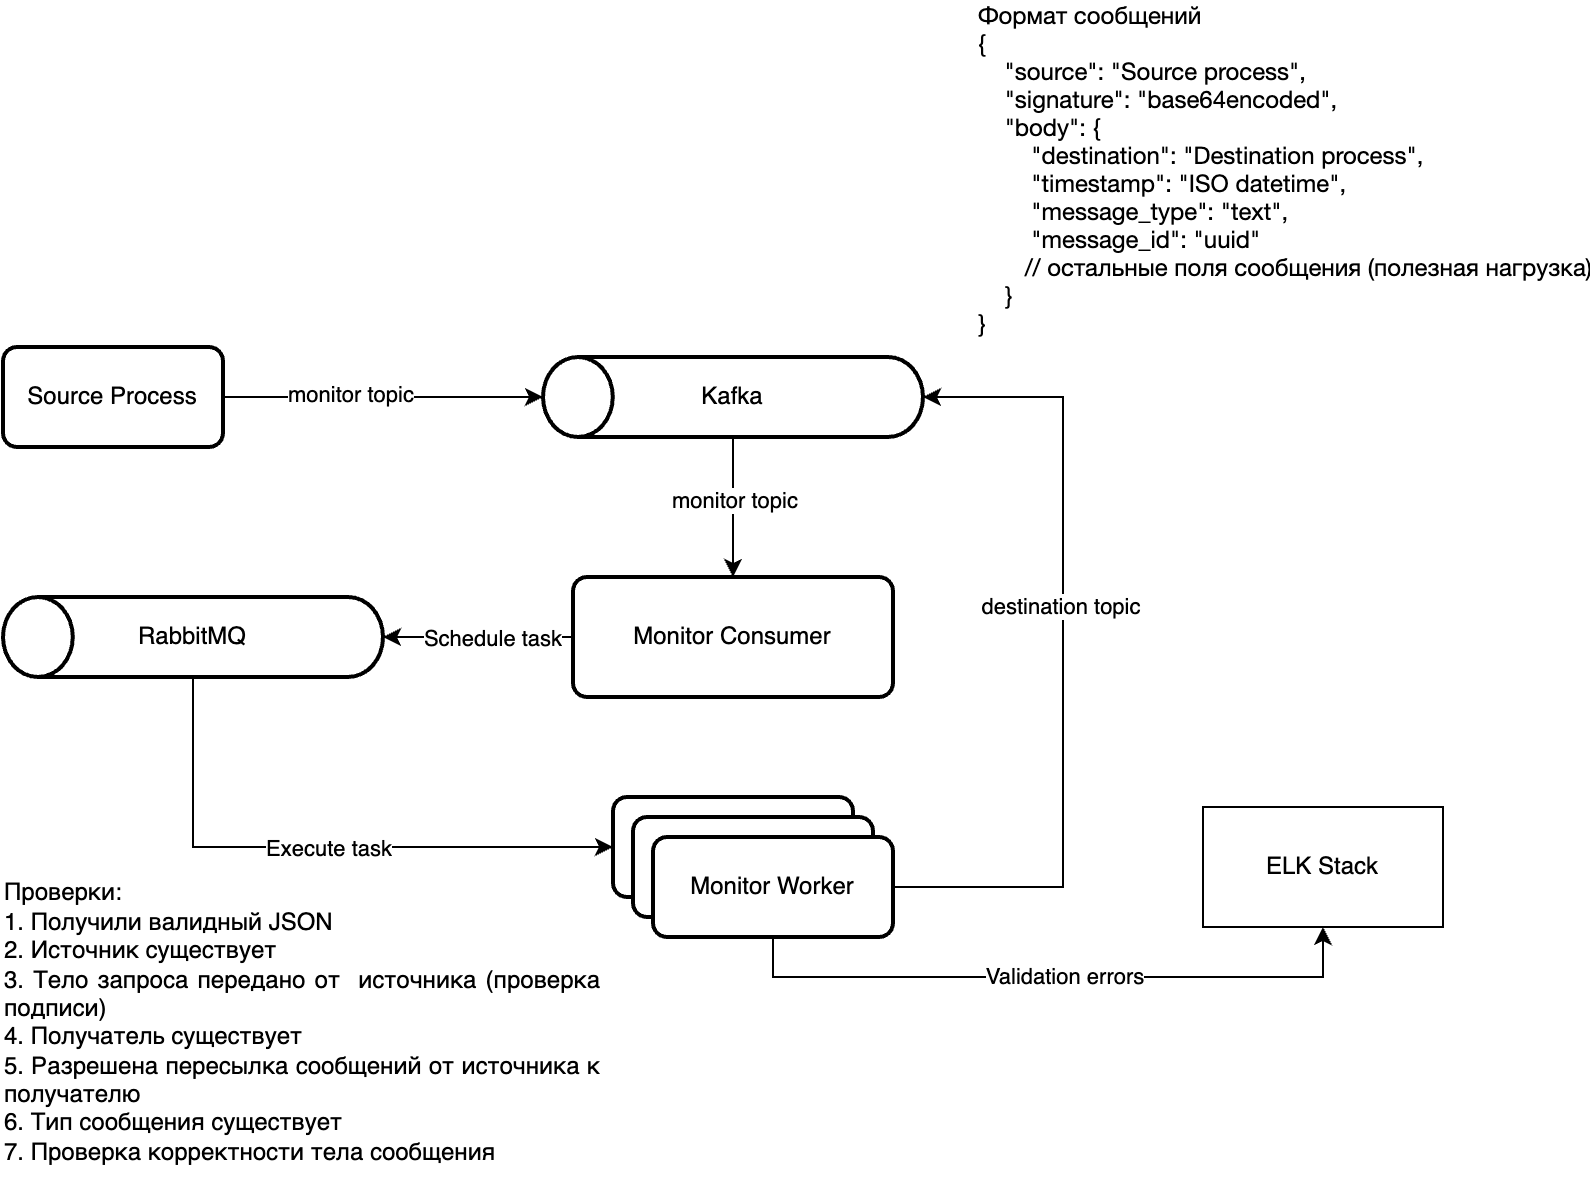 Формат сообщений
{
"source": "Source process",
"signature": "base64encoded",
"body": {
"destination": "Destination process",
"timestamp": "ISO datetime",
"message_type": "text",
"message_id": "uuid"
// остальные поля сообщения (полезная нагрузка)
}
}
Source Process
monitor topic
Kafka
monitor topic
destination topic
RabbitMQ
Schedule task
Monitor Consumer
Execute task
Monitor Worker
ELK Stack
Validation errors
Проверки:
1. Получили валидный JSON
2. Источник существует
3. Тело запроса передано от источника (проверка
подписи)
4. Получатель существует
5. Разрешена пересылка сообщений от источника к
получателю
6. Тип сообщения существует
7. Проверка корректности тела сообщения